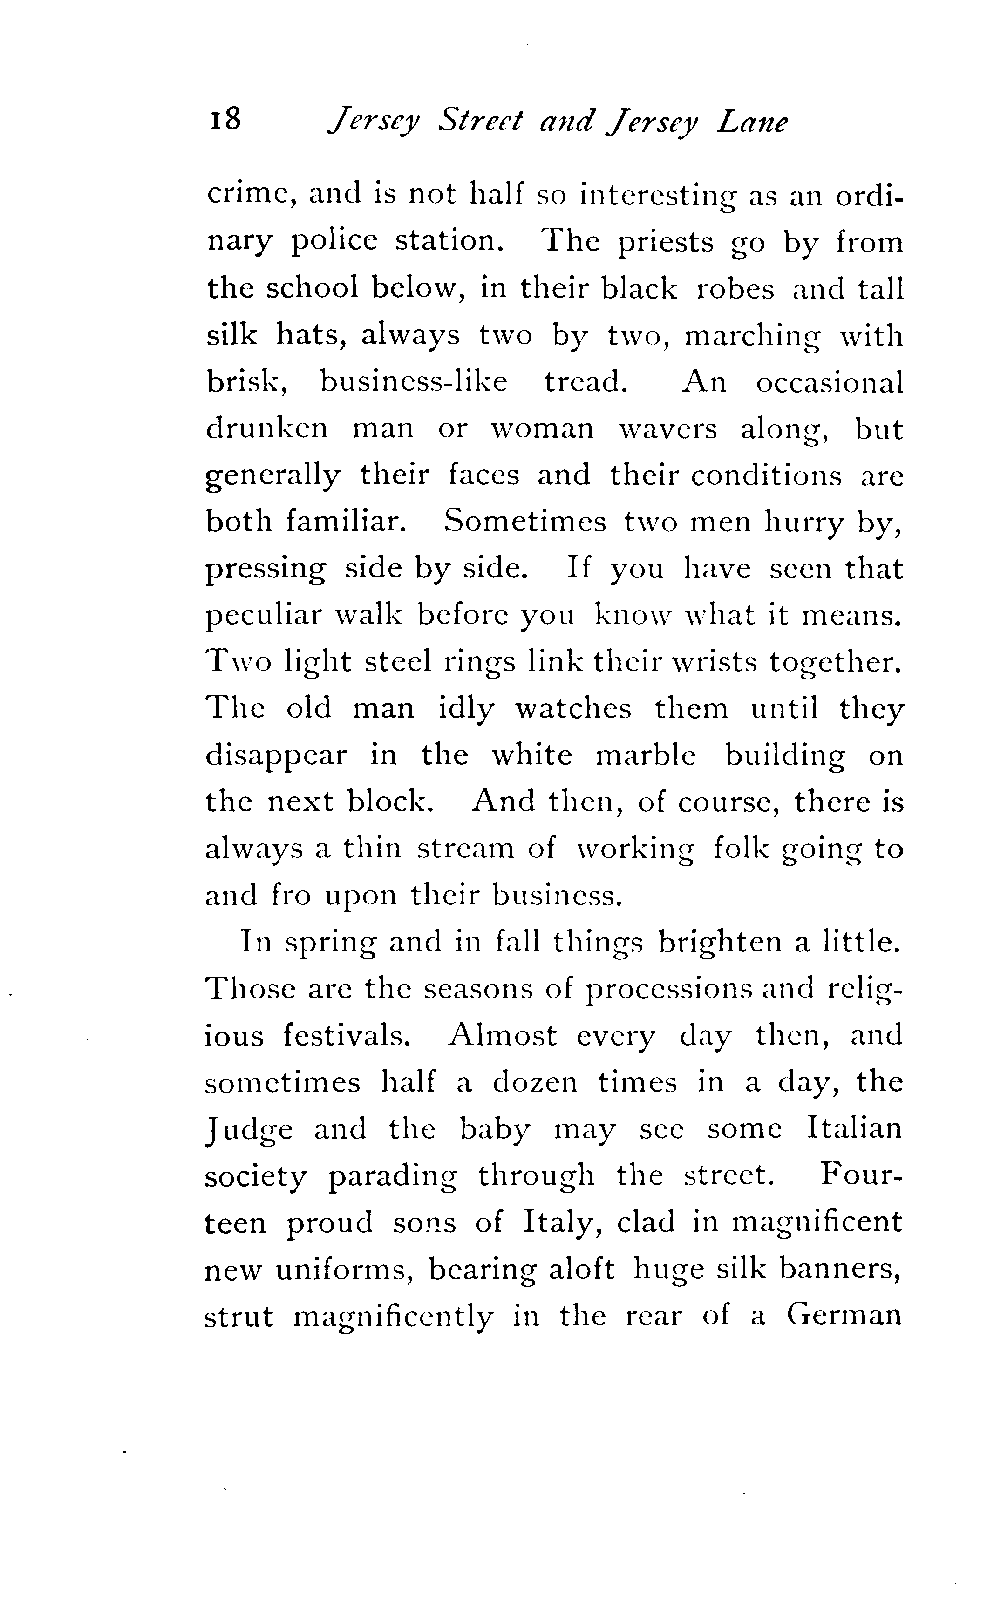 18 Jersey Street and Jersey Lane
crime, and is not half so interesting as an ordi-
nary police station. The priests go by from
the school below, in their black robes and tall
silk hats, always two by two, marching with
brisk, business-like tread. An occasional
drunken man or woman wavers along, but
generally their faces and their conditions are
both familiar. Sometimes two men hurry by,
pressing side by side. If you have seen that
peculiar walk before you know what it means.
Two light steel rings link their wrists together.
The old man idly watches them until they
disappear in the white marble building on
the next block. And then, of course, there is
always a thin stream of working folk going to
and fro upon their business.
In spring and in fall things brighten a little.
Those are the seasons of processions and relig-
ious festivals. Almost every day then, and
sometimes half a dozen times in a day, the
Judge and the baby may see some Italian
society parading through the street. Four-
teen proud sons of Italy, clad in magnificent
new uniforms, bearing aloft huge silk banners,
strut magnificently in the rear of a German